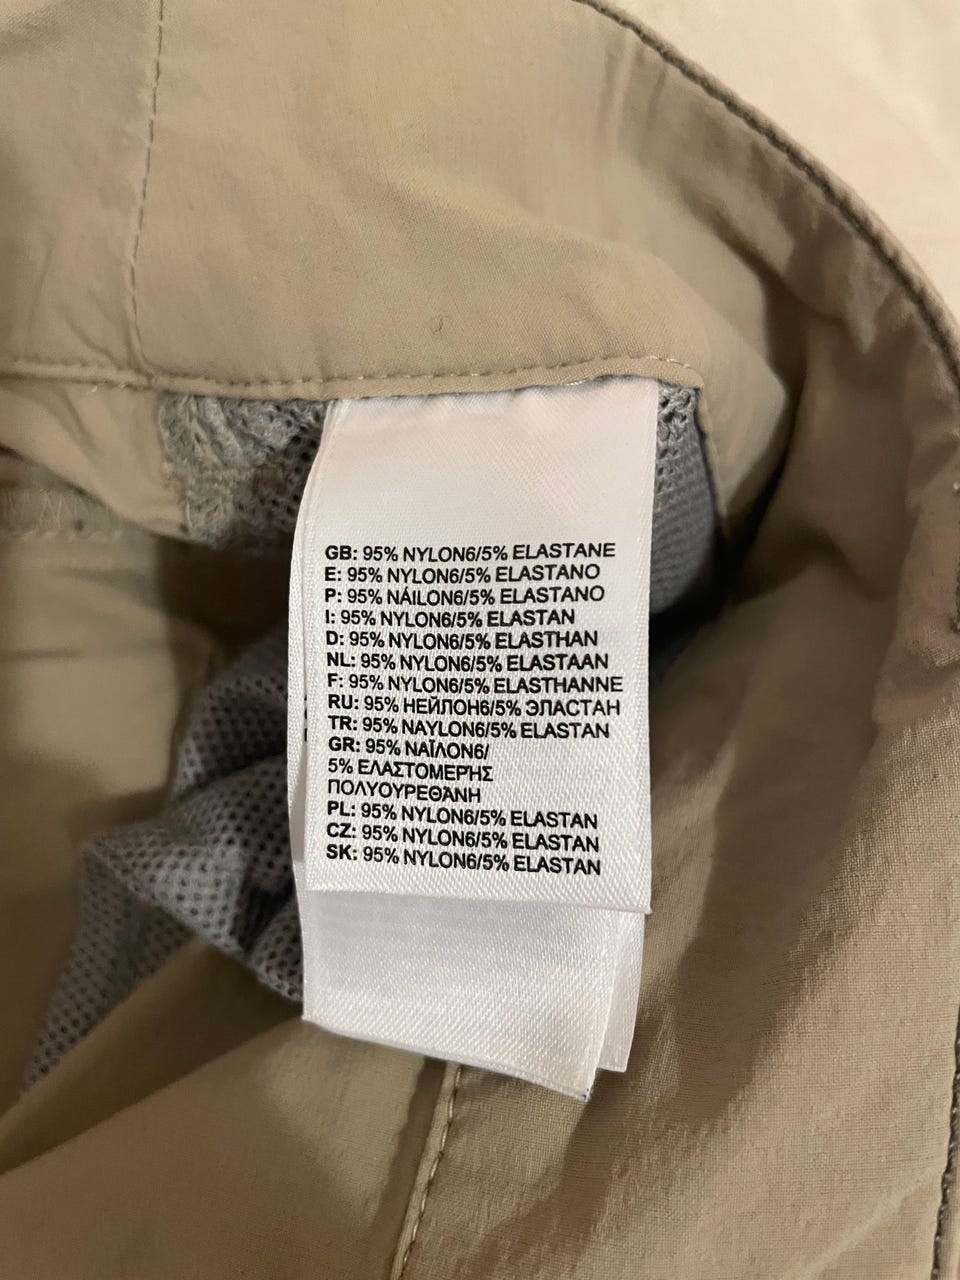 GB: 95% NYLON6/5% ELASTANE
E: 95% NYLON6/5% ELASTANO
P: 95% NÁILON6/5% ELASTANO
I: 95% NYLON6/5% ELASTAN
D: 95% NYLON6/5% ELASTHAN
NL: 95% NYLON6/5% ELASTAAN
F: 95% NYLON6/5% ELASTHANNE
RU: 95% НЕЙЛОН6/5% ЭЛАСТАН
TR: 95% NAYLON6/5% ELASTAN
GR: 95% ΝΑΪΛΟΝ6/
5% ΕΛΑΣΤΟΜΕΡΉΣ
ΠΟΛΥΟΥΡΕΘΆΝΗ
PL: 95% NYLON6/5% ELASTAN
CZ: 95% NYLON6/5% ELASTAN
SK: 95% NYLON6/5% ELASTAN